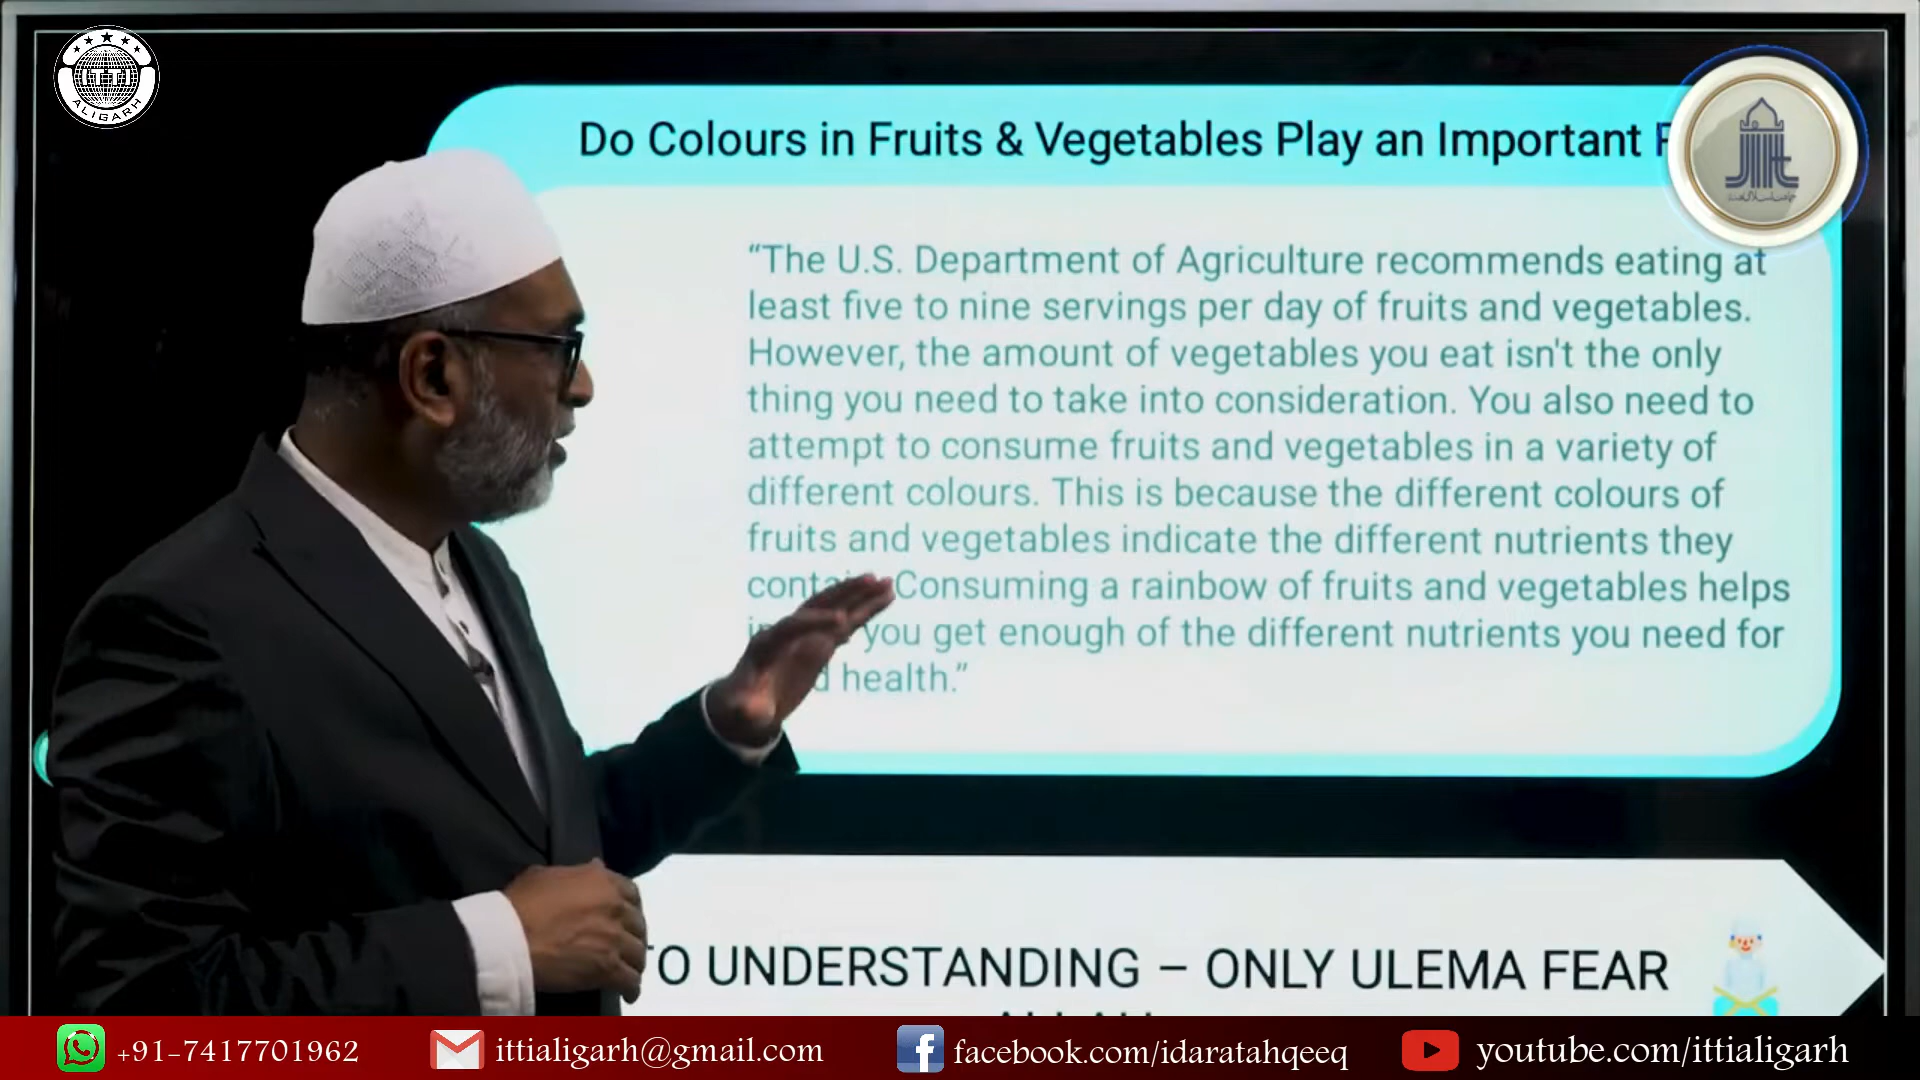 ITTI
ALIGARH
Do Colours in Fruits & Vegetables Play an Important
“The U.S. Department of Agriculture recommends eating at
least five to nine servings per day of fruits and vegetables.
However, the amount of vegetables you eat isn't the only
thing you need to take into consideration. You also need to
attempt to consume fruits and vegetables in a variety of
different colours. This is because the different colours of
fruits and vegetables indicate the different nutrients they
Consuming a rainbow of fruits and vegetables helps
you get enough of the different nutrients you need for
health.”
TO UNDERSTANDING – ONLY ULEMA FEAR
+91-7417701962
ittialigarh@gmail.com
facebook.com/idaratahqeeq
youtube.com/ittialigarh